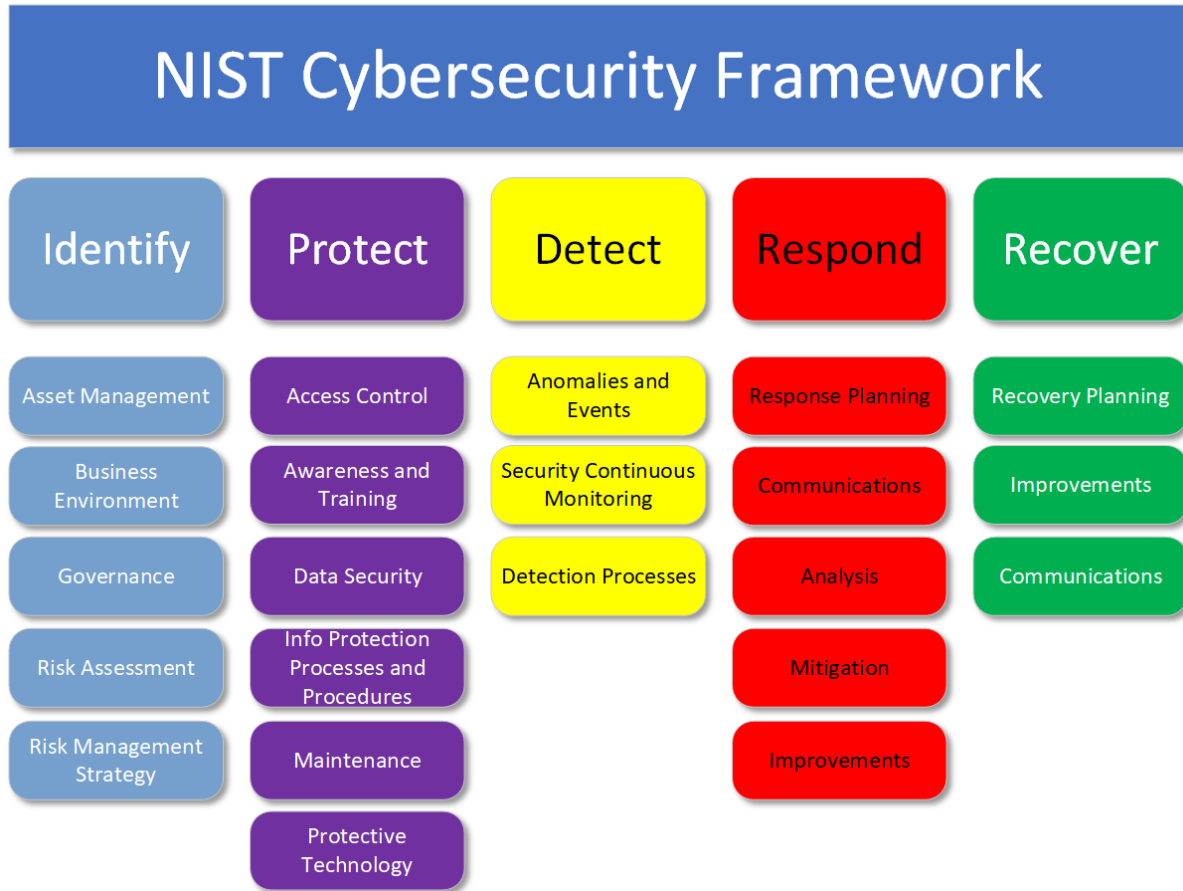 NIST Cybersecurity Framework
Identify
Asset Management
Business
Environment
Governance
Risk Assessment
Risk Management
Strategy
Protect
Access Control
Awareness and
Training
Data Security
Info Protection
Processes and
Procedures
Maintenance
Protective
Technology
Detect
Anomalies and
Events
Security Continuous
Monitoring
Detection Processes
Respond
Response Planning
Communications
Analysis
Mitigation
Improvements
Recover
Recovery Planning
Improvements
Communications